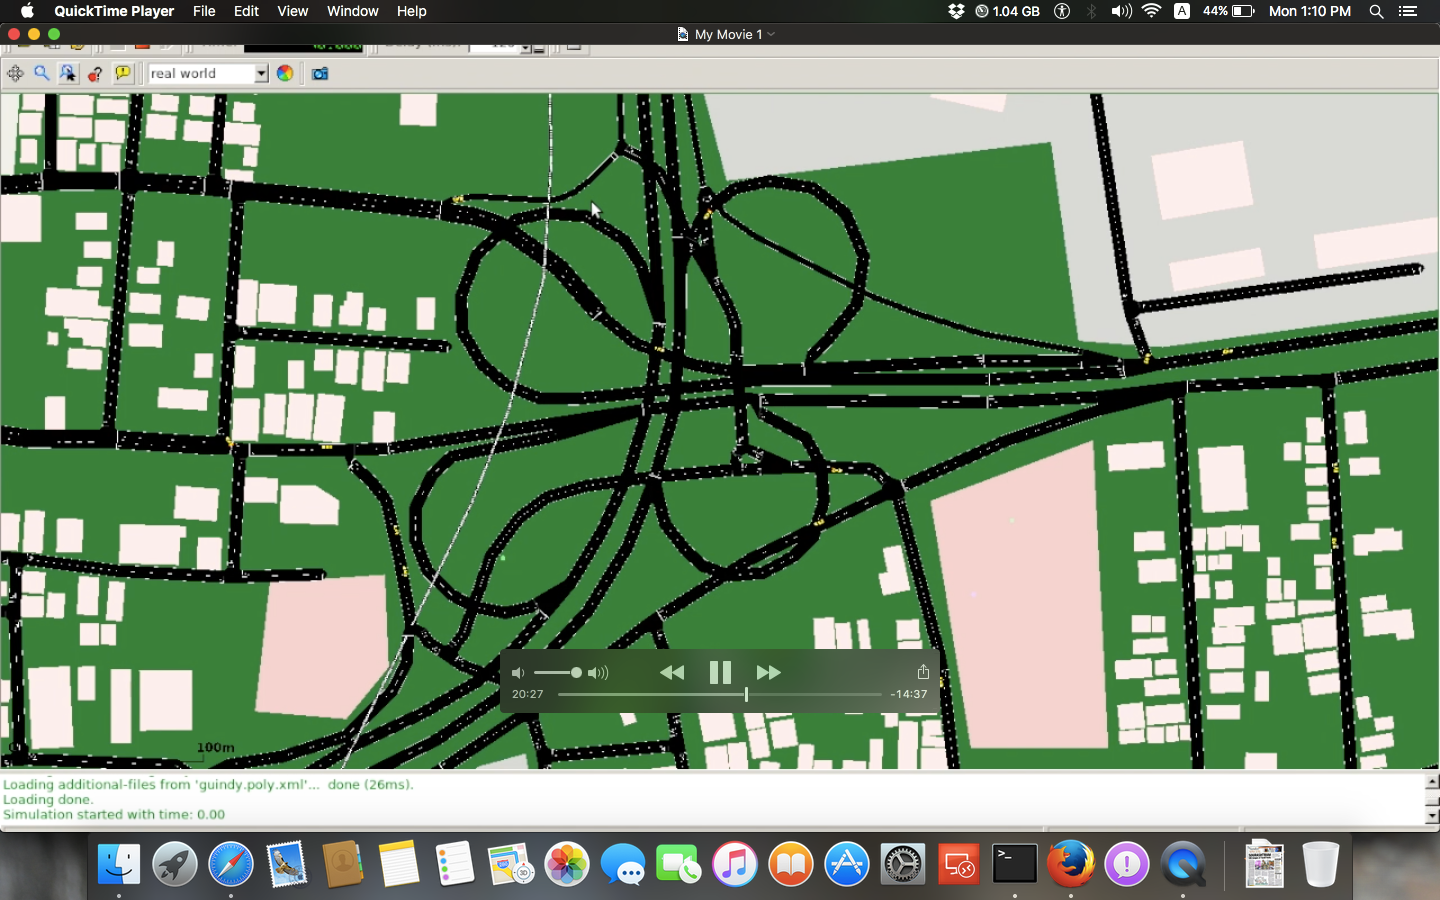 QuickTime Player File Edit View Window Help 1.04 GB A 44% Mon 1:10 PM
My Movie 1
real world
20:27 -14:37
100m
Loading additional-files from 'guindy.poly.xml'... done (26ms).
Loading done.
Simulation started with time: 0.00